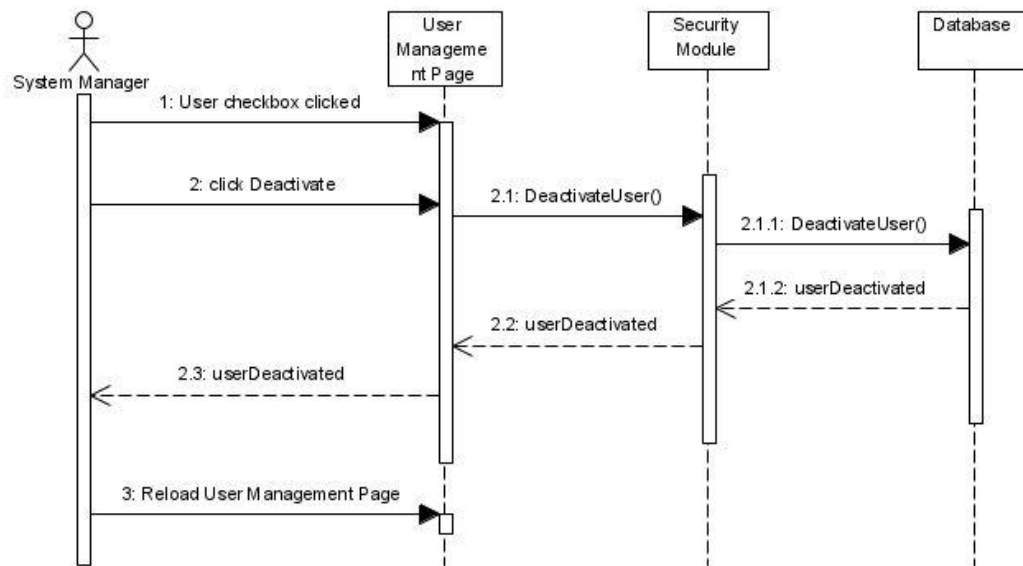 User
Manageme
nt Page
Security
Module
Database
System Manager
1: User checkbox clicked
2: click Deactivate
2.1: DeactivateUser()
2.1.1: DeactivateUser()
2.1.2: userDeactivated
2.2: userDeactivated
2.3: userDeactivated
3: Reload User Management Page